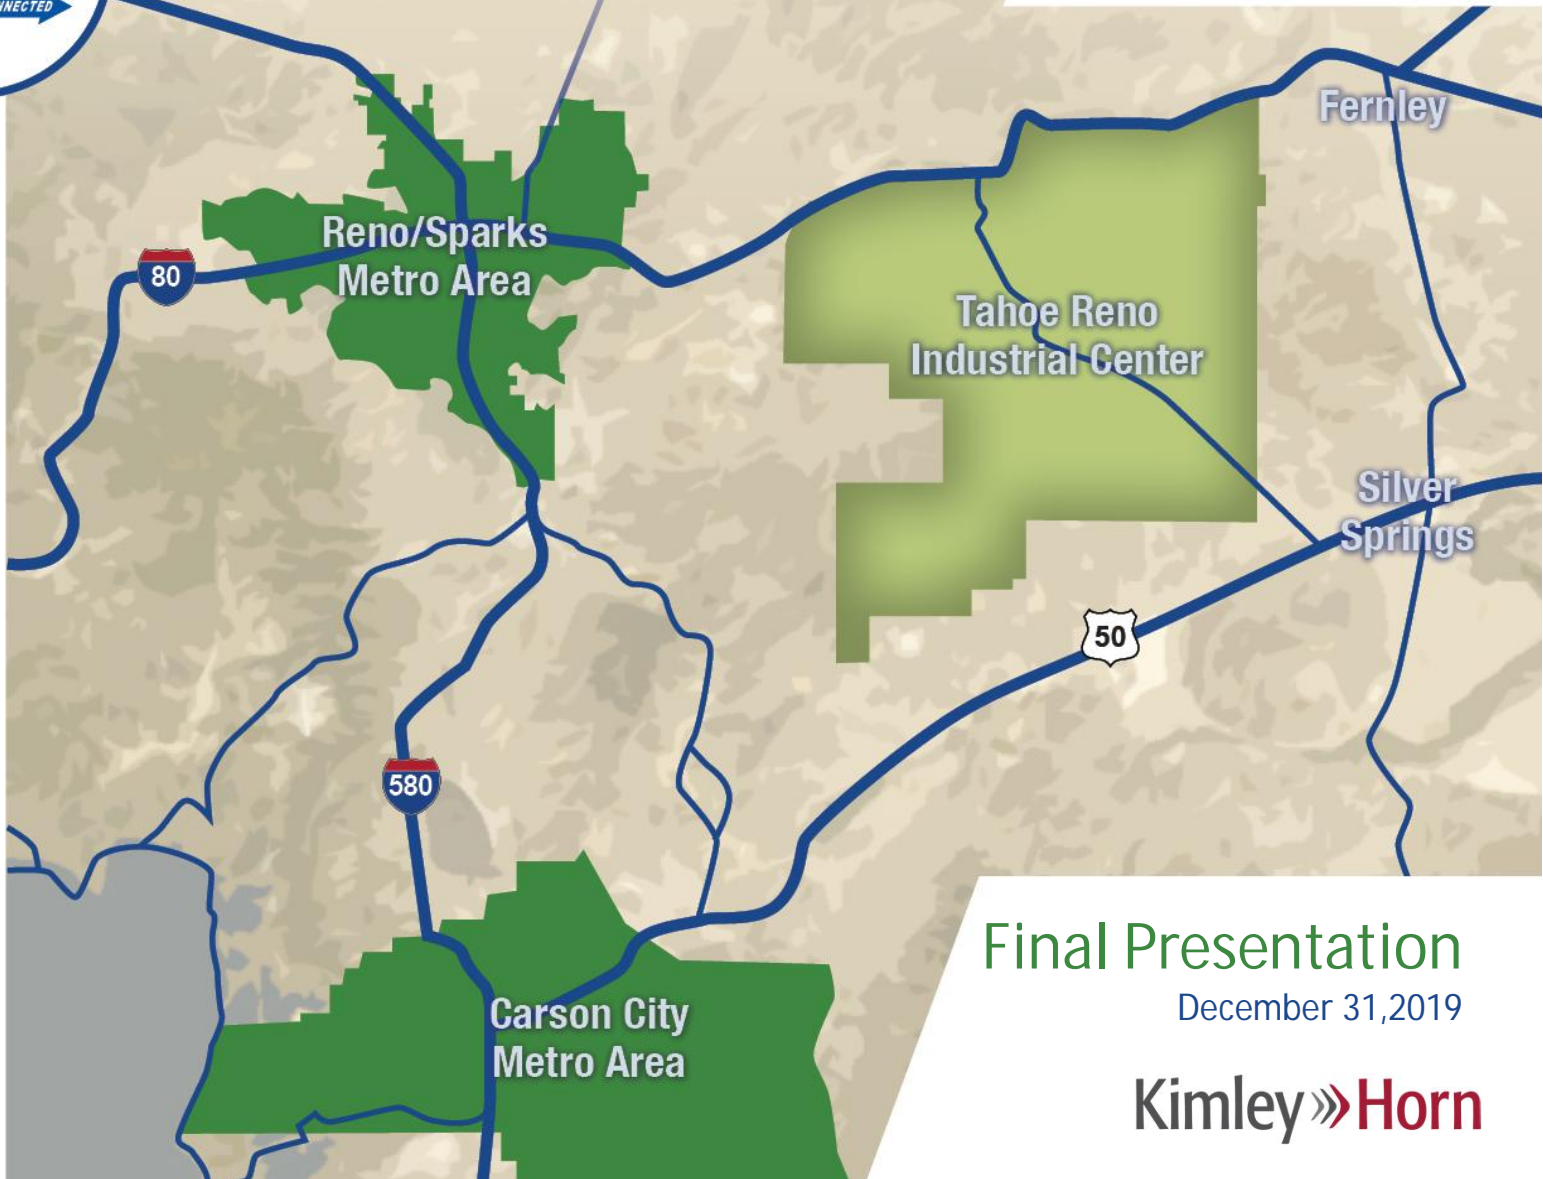 Fernley
Reno/Sparks
Metro Area
80
Tahoe Reno
Industrial Center
Silver
Springs
50
580
Carson City
Metro Area
Final Presentation
December 31,2019
Kimley»Horn